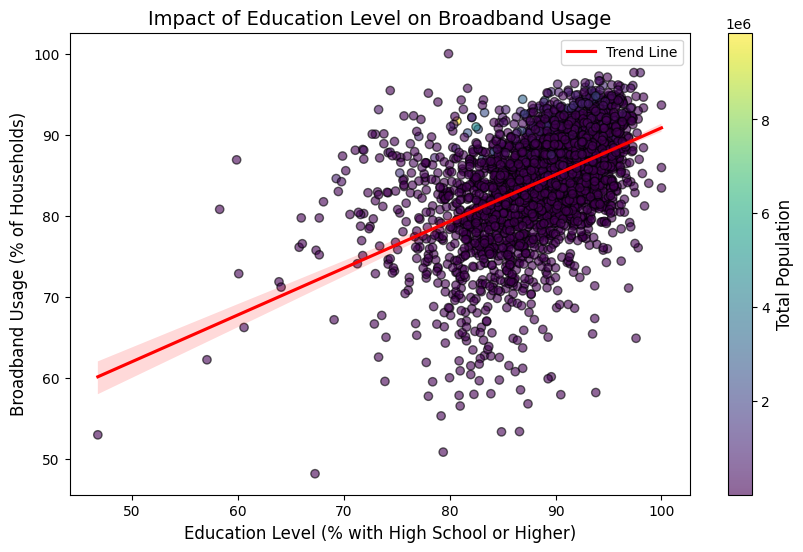 Impact of Education Level on Broadband Usage
1e6
Trend Line
100
90
80
70
60
50
Broadband Usage (% of Households)
50 60 70 80 90 100
Education Level (% with High School or Higher)
8
6
4
2
Total Population